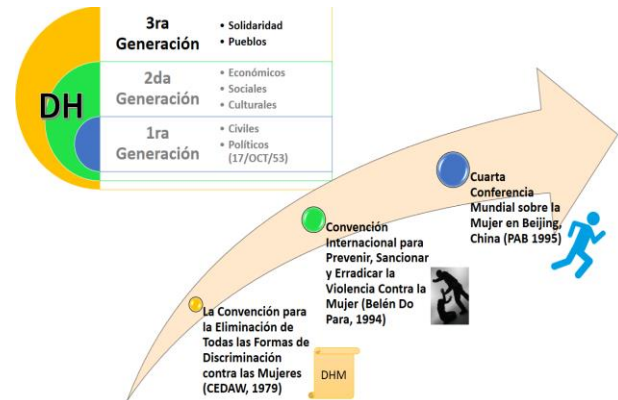 DH
3ra
Generación
• Solidaridad
• Pueblos
2da
Generación
• Económicos
• Sociales
• Culturales
1ra
Generación
• Civiles
• Políticos
(17/OCT/53)
Cuarta
Conferencia
Mundial sobre la
Mujer en Beijing,
China (PAB 1995)
Convención
Internacional para
Prevenir, Sancionar
y Erradicar la
Violencia Contra la
Mujer (Belén Do
Para, 1994)
La Convención para
la Eliminación de
Todas las Formas de
Discriminación
contra las Mujeres
(CEDAW, 1979)
DHM